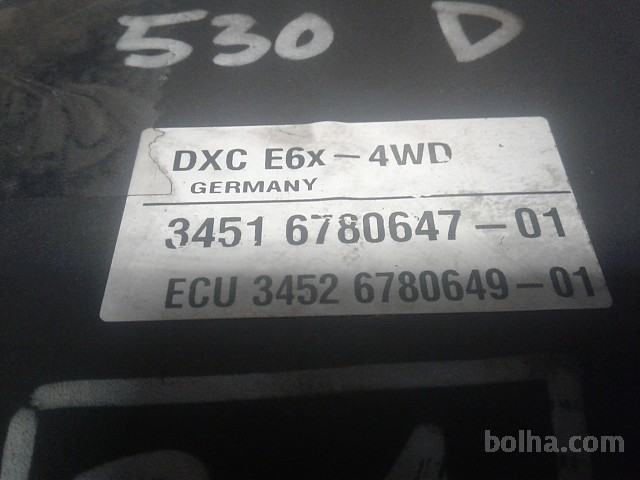 530 D
DXC E6x - 4WD
GERMANY
3451 6780647 - 01
ECU 3452 6780649 - 01
bolha.com